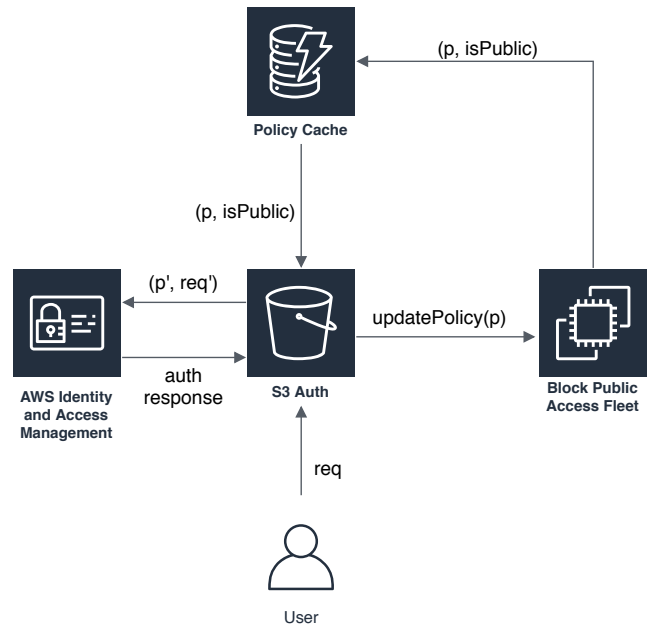 (p, isPublic)
Policy Cache
(p, isPublic)
(p', req')
updatePolicy(p)
auth
response
AWS Identity
and Access
Management
S3 Auth
Block Public
Access Fleet
req
User